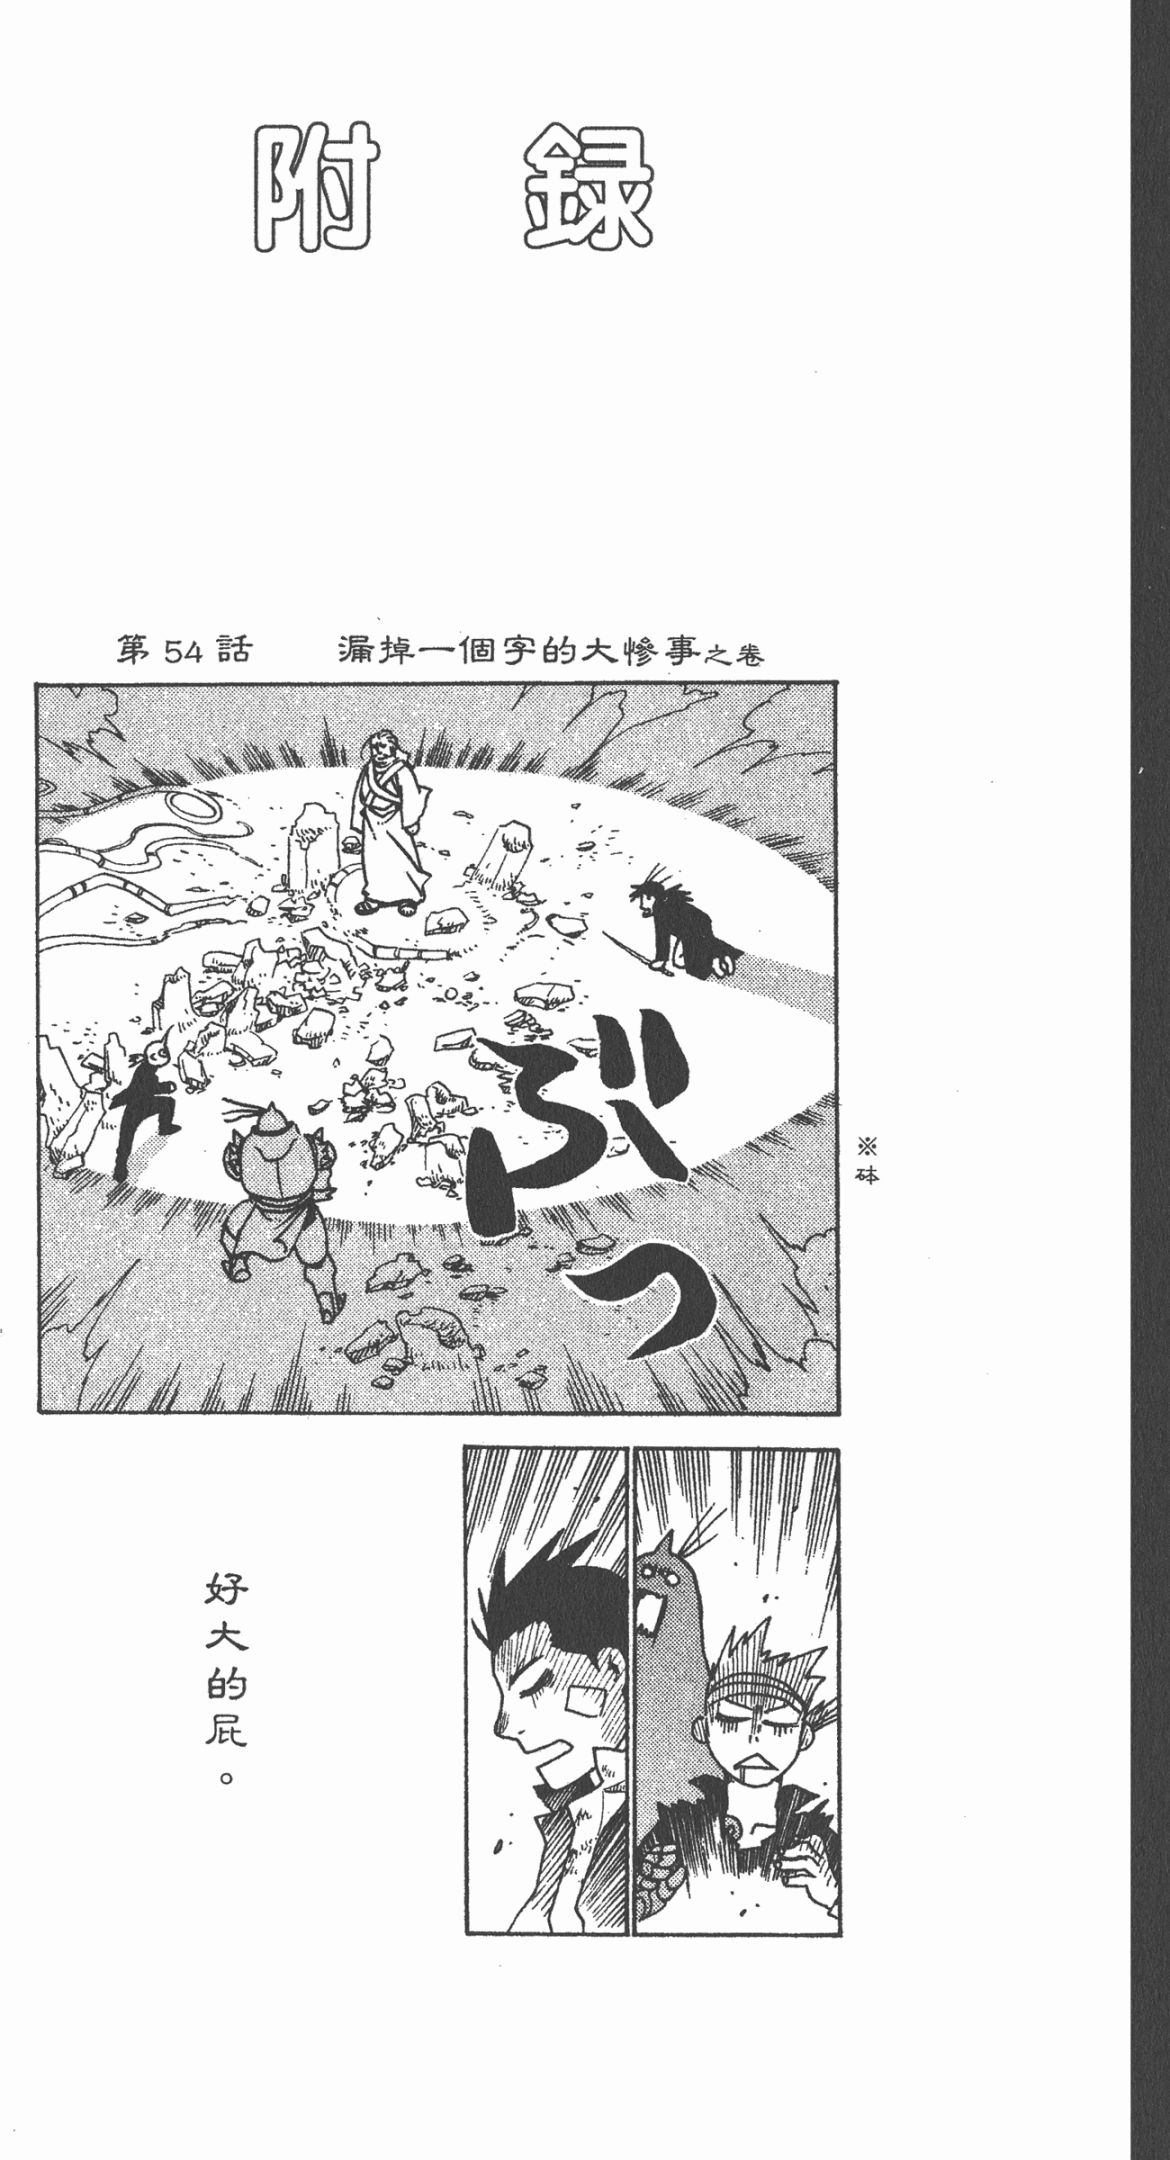 附 録
第54話 漏掉一個字的大慘事之卷
ぶ
っ
※砵
好大的屁。